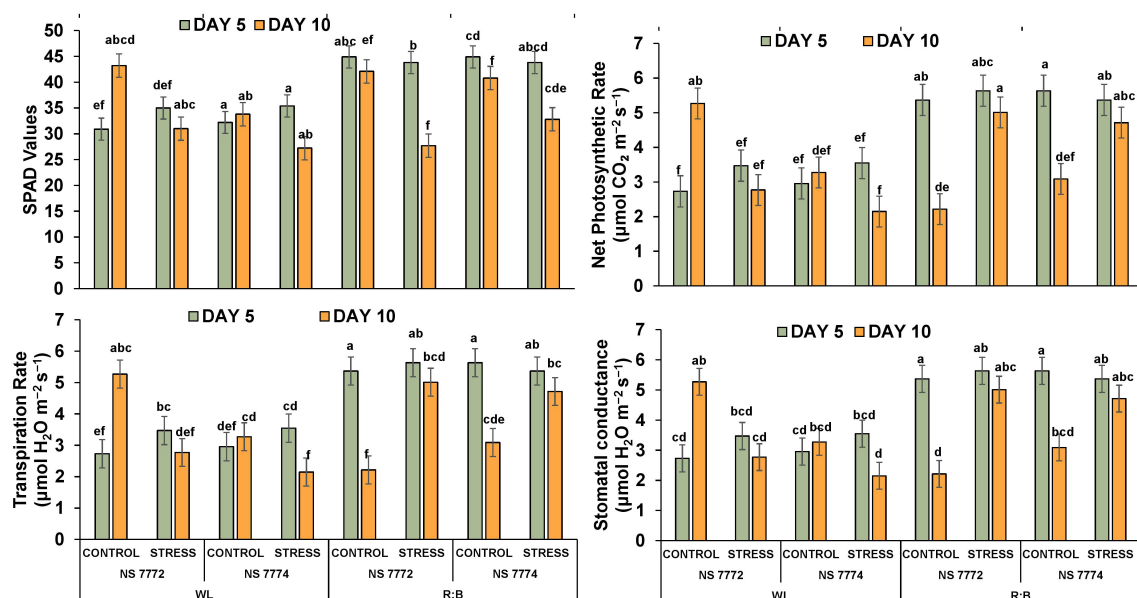 DAY 5 DAY 10
SPAD Values
50
45
40
35
30
25
20
15
10
5
0
ef abcd def abc a ab a ab abc ef b f cd f abcd cde
DAY 5 DAY 10
Net Photosynthetic Rate
(µmol CO₂ m⁻² s⁻¹)
7
6
5
4
3
2
1
0
f ab ef ef ef def ef f ab de abc a a def ab abc
DAY 5 DAY 10
Transpiration Rate
(µmol H₂O m⁻² s⁻¹)
7
6
5
4
3
2
1
0
ef abc bc def def cd cd f a f ab bcd a cde ab bc
CONTROL STRESS CONTROL STRESS CONTROL STRESS CONTROL STRESS
NS 7772 NS 7774 NS 7772 NS 7774
WL R:B
DAY 5 DAY 10
Stomatal conductance
(µmol H₂O m⁻² s⁻¹)
7
6
5
4
3
2
1
0
cd ab bcd cd cd bcd bcd d a d ab abc a bcd ab abc
CONTROL STRESS CONTROL STRESS CONTROL STRESS CONTROL STRESS
NS 7772 NS 7774 NS 7772 NS 7774
WL R:B